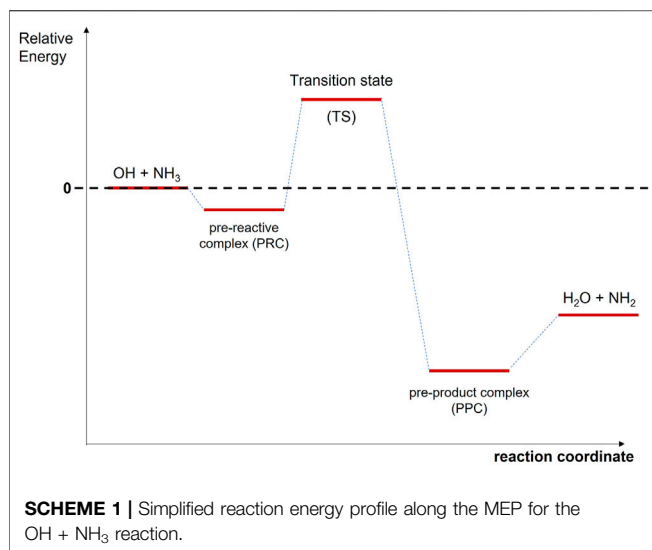 Relative
Energy
Transition state
(TS)
OH + NH₃
0
pre-reactive
complex (PRC)
H₂O + NH₂
pre-product complex
(PPC)
reaction coordinate
SCHEME 1 | Simplified reaction energy profile along the MEP for the
OH + NH₃ reaction.